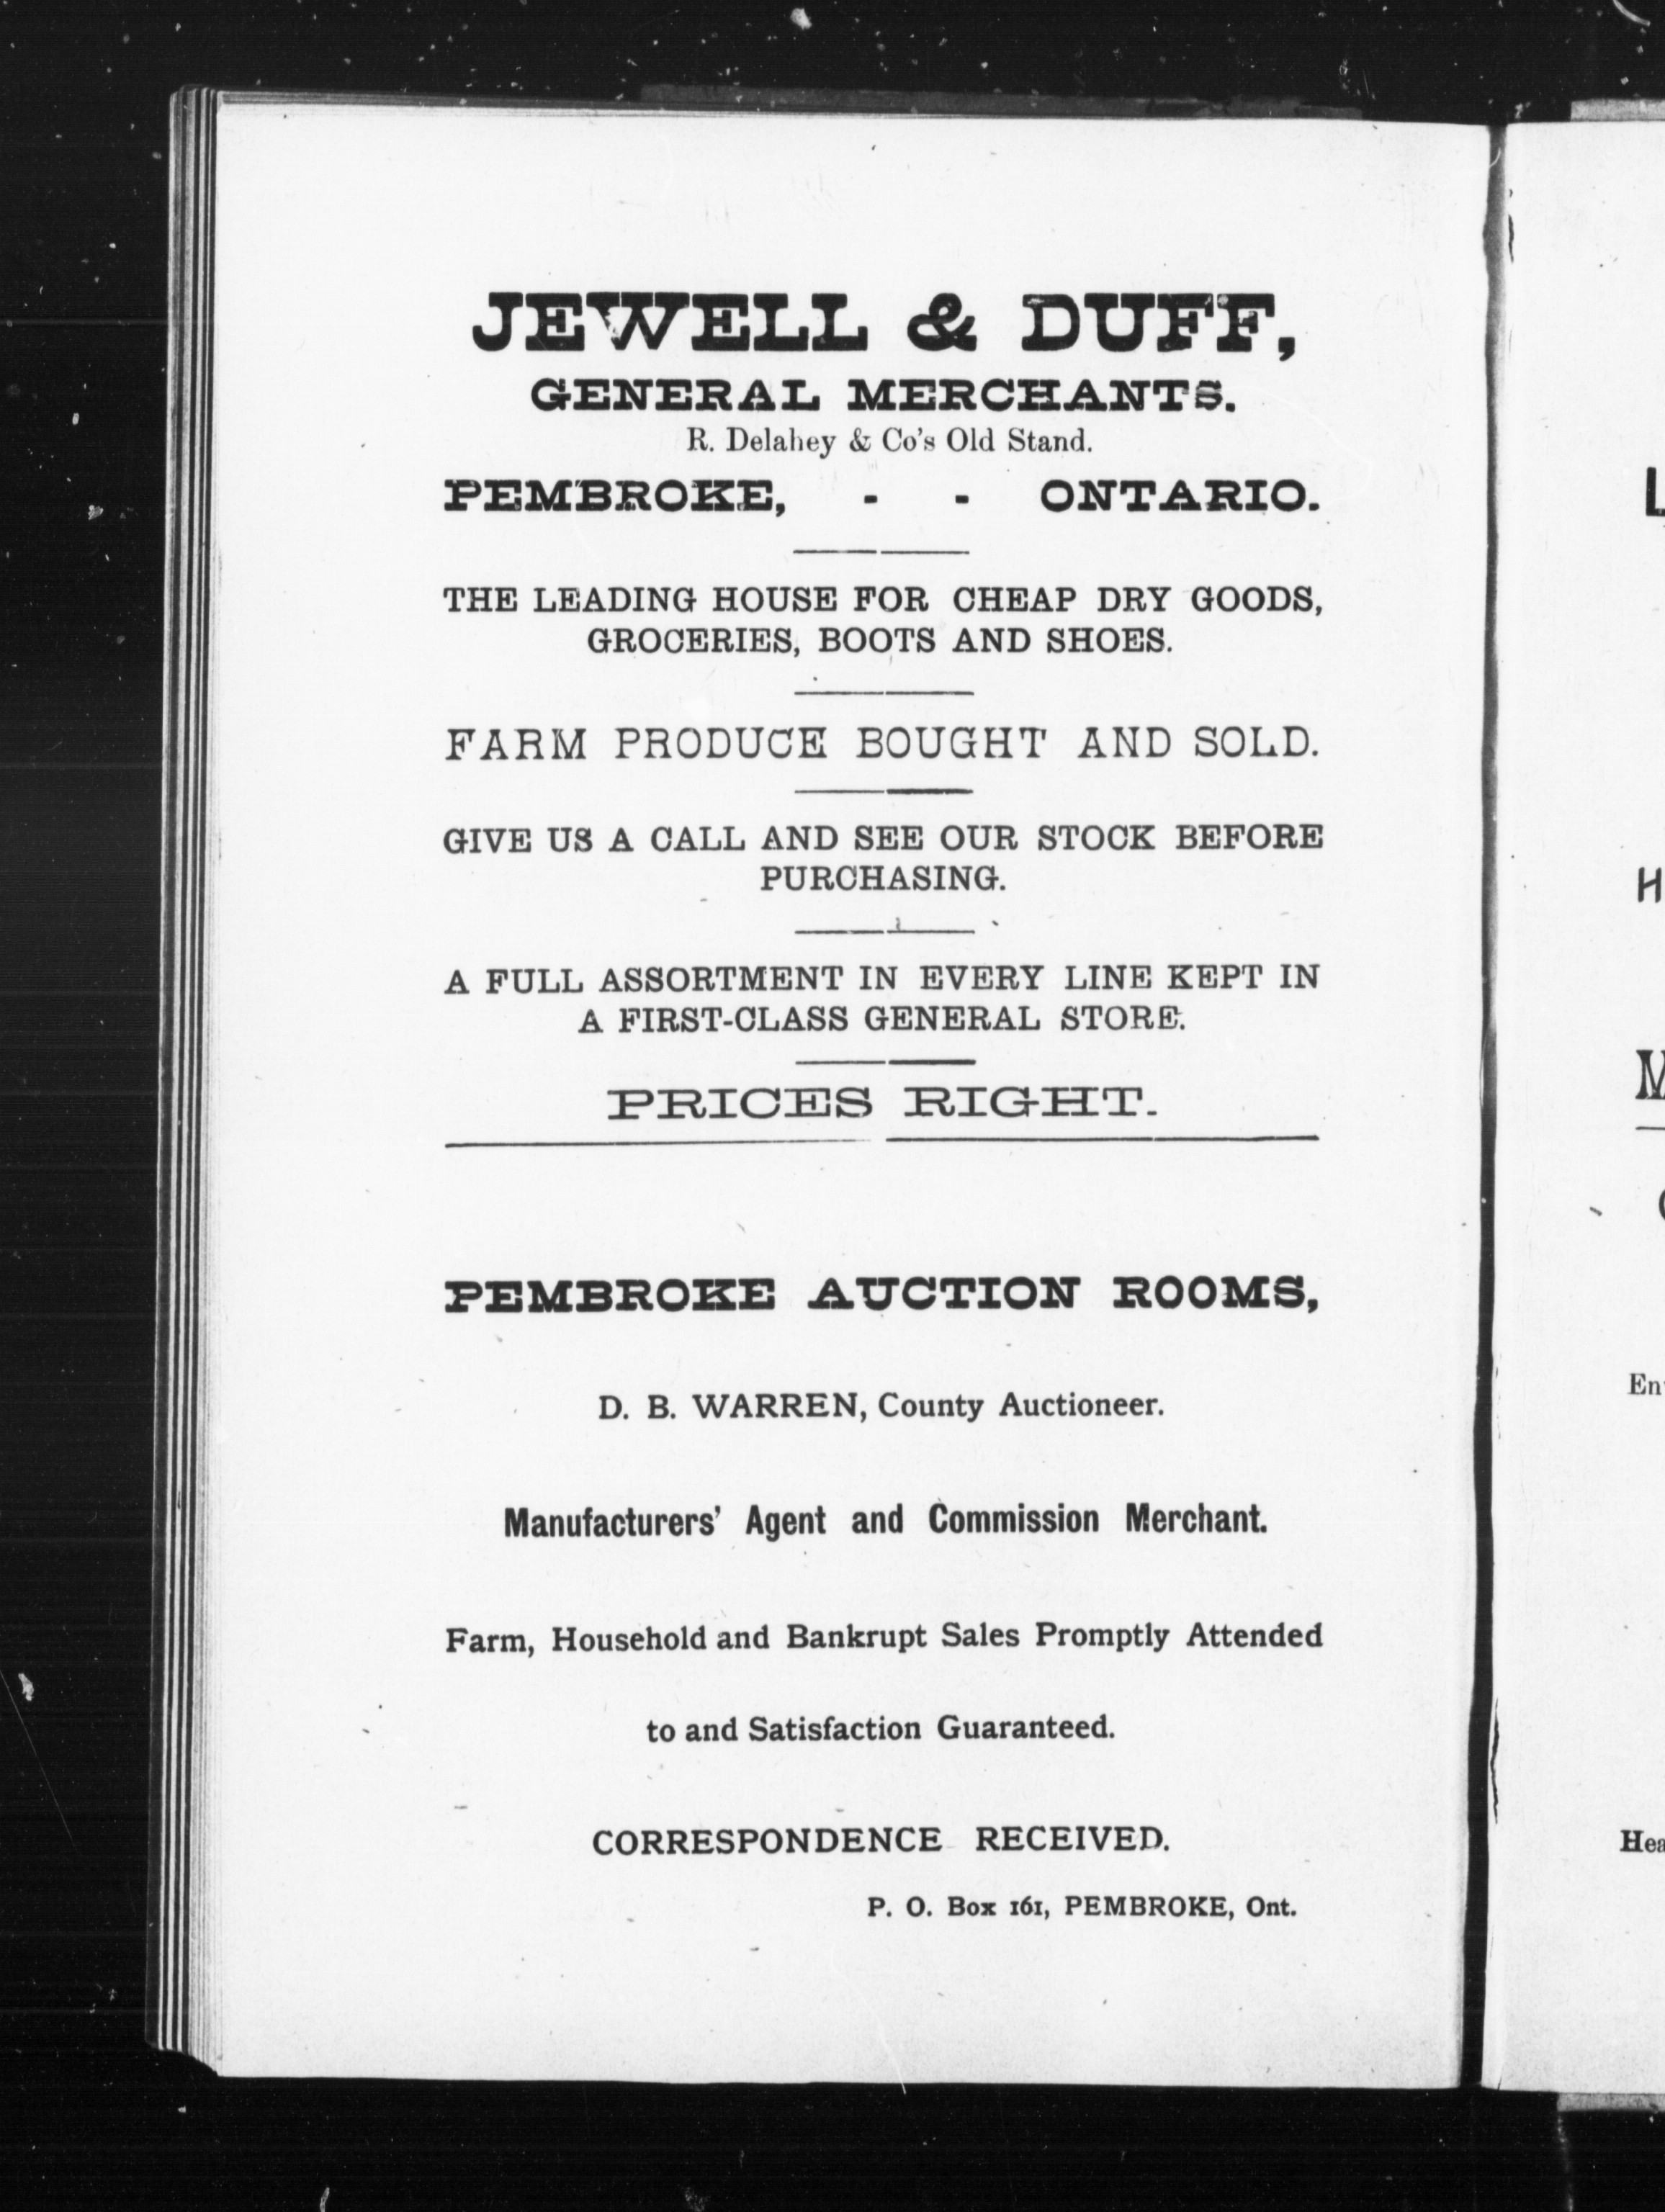 JEWELL & DUFF,
GENERAL MERCHANTS.
R. Delahey & Co's Old Stand.
PEMBROKE, - - ONTARIO.
THE LEADING HOUSE FOR CHEAP DRY GOODS,
GROCERIES, BOOTS AND SHOES.
FARM PRODUCE BOUGHT AND SOLD.
GIVE US A CALL AND SEE OUR STOCK BEFORE
PURCHASING.
A FULL ASSORTMENT IN EVERY LINE KEPT IN
A FIRST-CLASS GENERAL STORE.
PRICES RIGHT.
PEMBROKE AUCTION ROOMS,
D. B. WARREN, County Auctioneer.
Manufacturers' Agent and Commission Merchant.
Farm, Household and Bankrupt Sales Promptly Attended
to and Satisfaction Guaranteed.
CORRESPONDENCE RECEIVED.
P. O. Box 161, PEMBROKE, Ont.